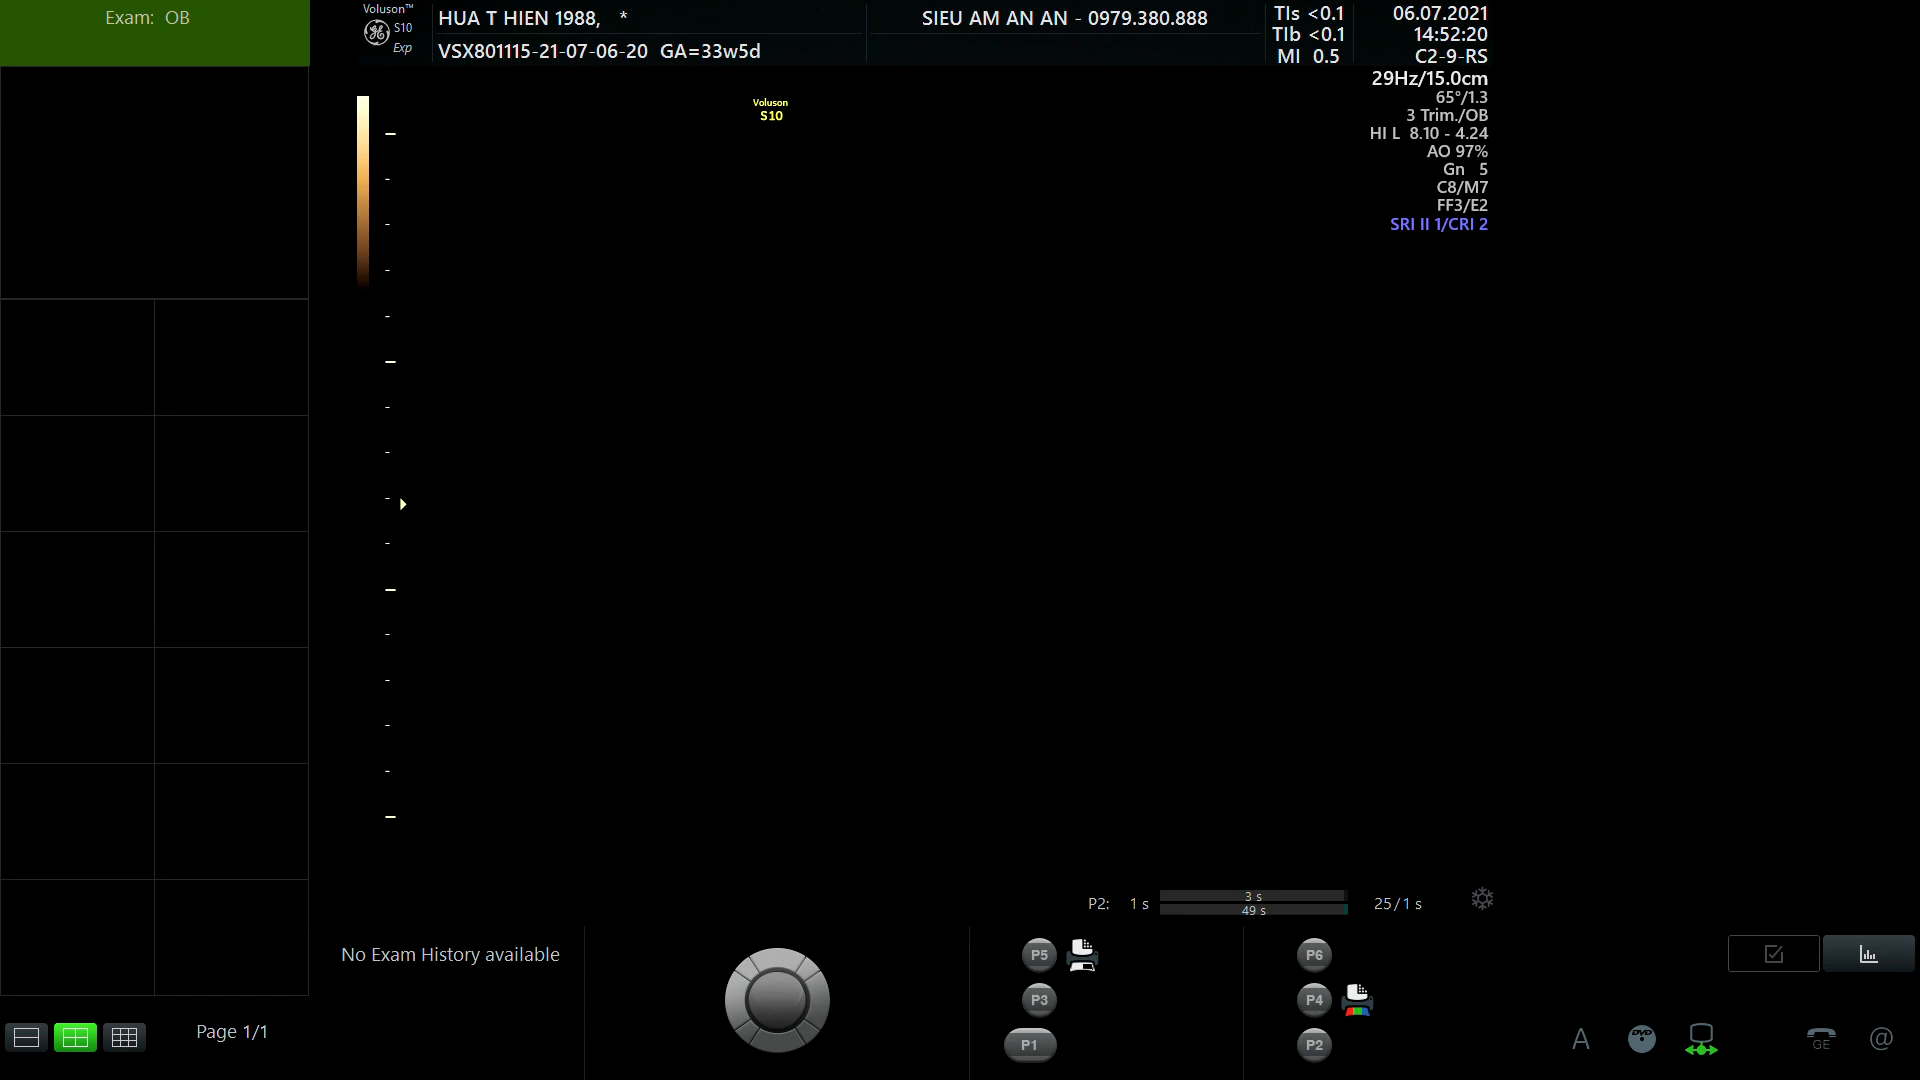 Exam: OB
Voluson™
S10
Exp
HUA T HIEN 1988, *
VSX801115-21-07-06-20 GA=33w5d
SIEU AM AN AN - 0979.380.888
TIs <0.1
TIb <0.1
MI 0.5
06.07.2021
14:52:20
C2-9-RS
29Hz/15.0cm
65°/1.3
3 Trim./OB
HI L 8.10 - 4.24
AO 97%
Gn 5
C8/M7
FF3/E2
SRI II 1/CRI 2
Voluson
S10
P2: 1 s
3 s
49 s
25/1 s
No Exam History available
P5
P3
P1
P6
P4
P2
Page 1/1
A
DVD
GE
@